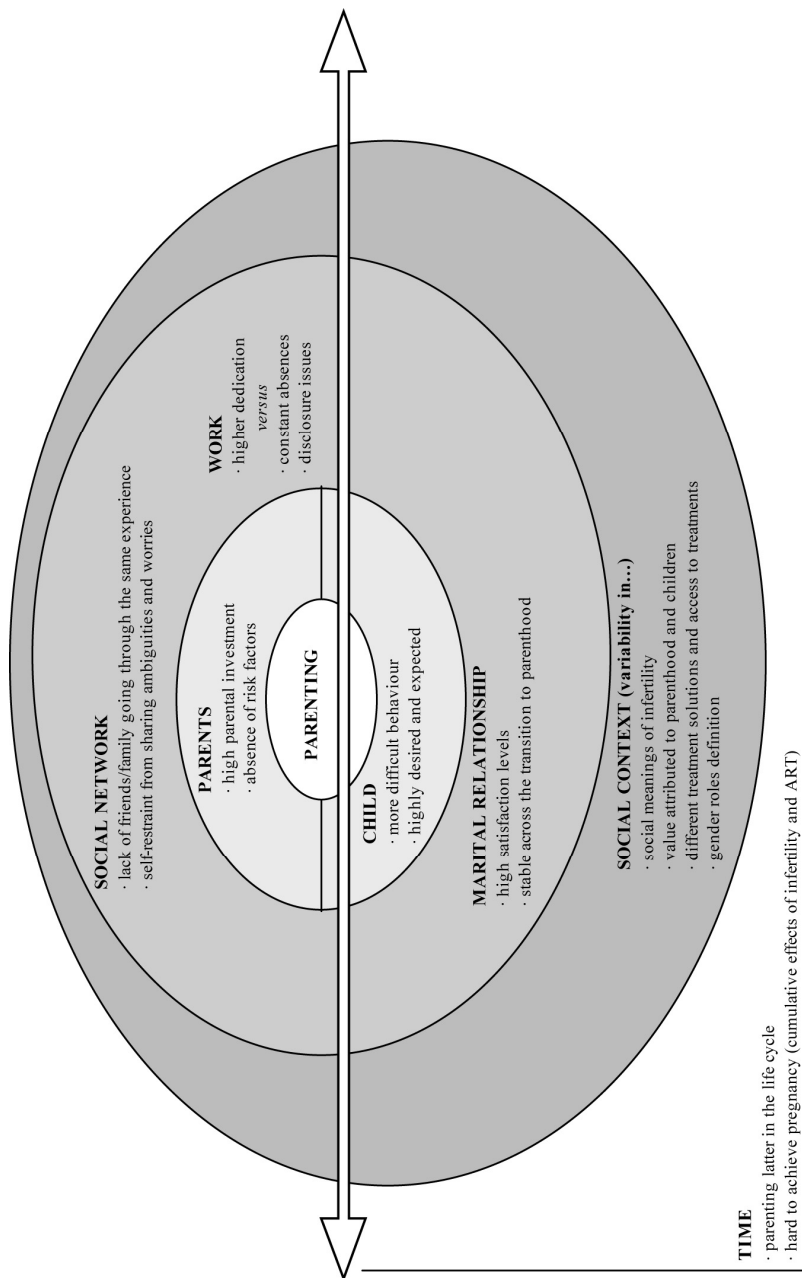 SOCIAL NETWORK
· lack of friends/family going through the same experience
· self-restraint from sharing ambiguities and worries
PARENTS
· high parental investment
· absence of risk factors
WORK
· higher dedication
versus
· constant absences
· disclosure issues
PARENTING
CHILD
· more difficult behaviour
· highly desired and expected
MARITAL RELATIONSHIP
· high satisfaction levels
· stable across the transition to parenthood
SOCIAL CONTEXT (variability in...)
· social meanings of infertility
· value attributed to parenthood and children
· different treatment solutions and access to treatments
· gender roles definition
TIME
· parenting latter in the life cycle
· hard to achieve pregnancy (cumulative effects of infertility and ART)